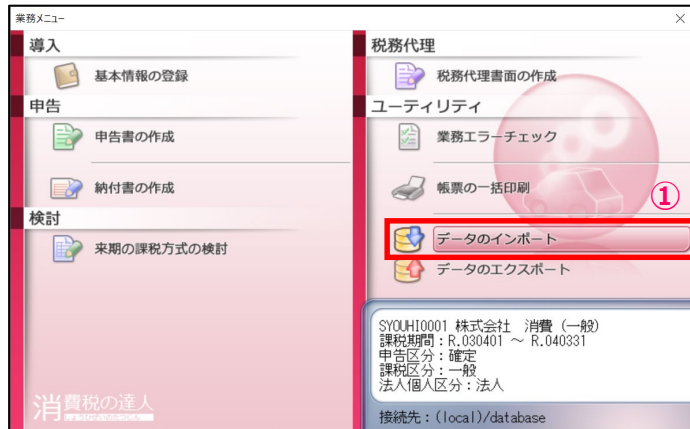 業務メニュー
導入
基本情報の登録
申告
申告書の作成
納付書の作成
検討
来期の課税方式の検討
税務代理
税務代理書面の作成
ユーティリティ
業務エラーチェック
帳票の一括印刷
①
データのインポート
データのエクスポート
SYOUHI0001 株式会社 消費（一般）
課税期間：R.030401 ～ R.040331
申告区分：確定
課税区分：一般
法人個人区分：法人
接続先：(local)/database
消費税の達人